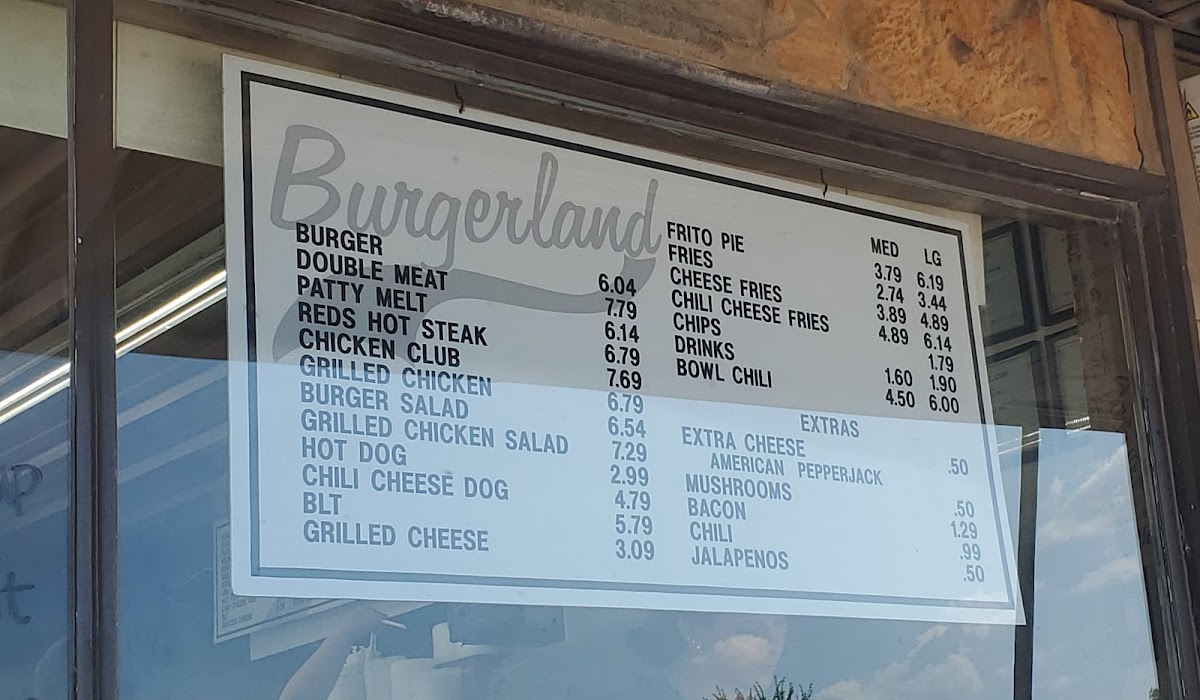 Burgerland
BURGER 6.04
DOUBLE MEAT 7.79
PATTY MELT 6.14
REDS HOT STEAK 6.79
CHICKEN CLUB 7.69
GRILLED CHICKEN 6.79
BURGER SALAD 6.54
GRILLED CHICKEN SALAD 7.29
HOT DOG 2.99
CHILI CHEESE DOG 4.79
BLT 5.79
GRILLED CHEESE 3.09
MED LG
FRITO PIE 3.79 6.19
FRIES 2.74 3.44
CHEESE FRIES 3.89 4.89
CHILI CHEESE FRIES 4.89 6.14
CHIPS 1.79
DRINKS 1.60 1.90
BOWL CHILI 4.50 6.00
EXTRAS
EXTRA CHEESE .50
AMERICAN PEPPERJACK
MUSHROOMS .50
BACON 1.29
CHILI .99
JALAPENOS .50